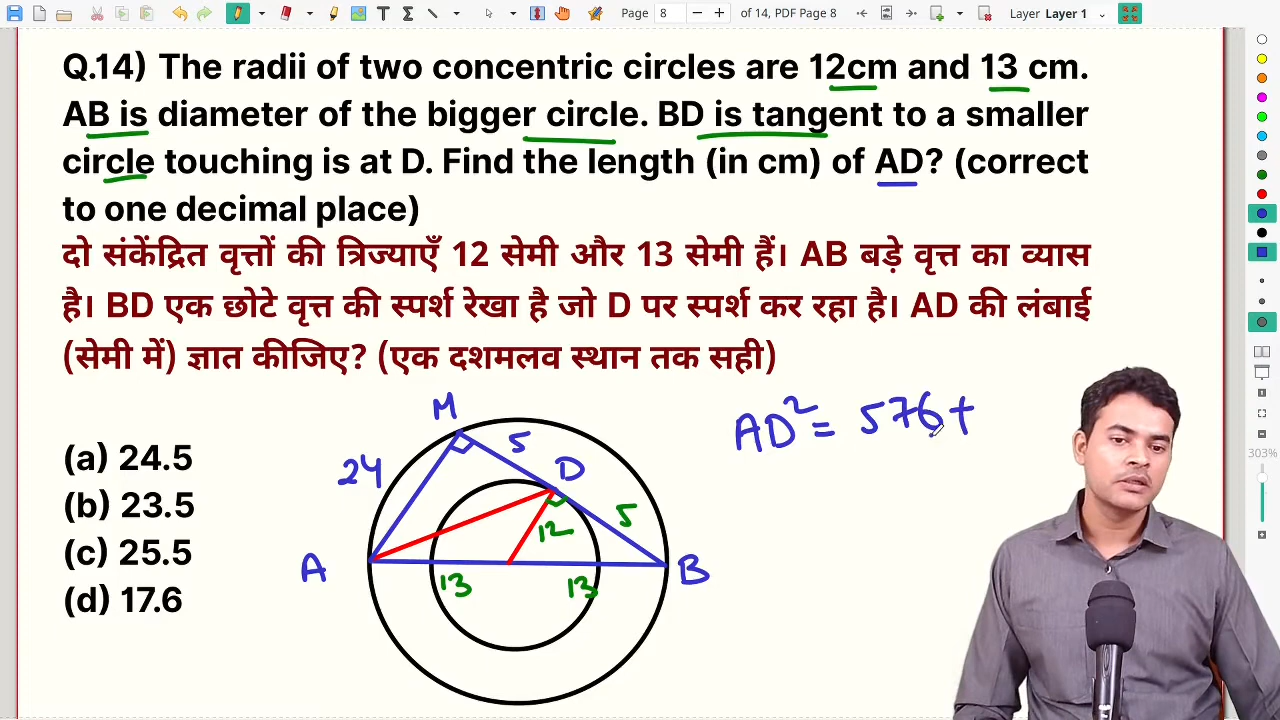 Page 8 of 14, PDF Page 8 Layer Layer 1
Q.14) The radii of two concentric circles are 12cm and 13 cm.
AB is diameter of the bigger circle. BD is tangent to a smaller
circle touching is at D. Find the length (in cm) of AD? (correct
to one decimal place)
दो संकेंद्रित वृत्तों की त्रिज्याएँ 12 सेमी और 13 सेमी हैं। AB बड़े वृत्त का व्यास
है। BD एक छोटे वृत्त की स्पर्श रेखा है जो D पर स्पर्श कर रहा है। AD की लंबाई
(सेमी में) ज्ञात कीजिए? (एक दशमलव स्थान तक सही)
(a) 24.5
(b) 23.5
(c) 25.5
(d) 17.6
M
5
D
24
12
5
A
13
13
B
AD² = 576+
303%